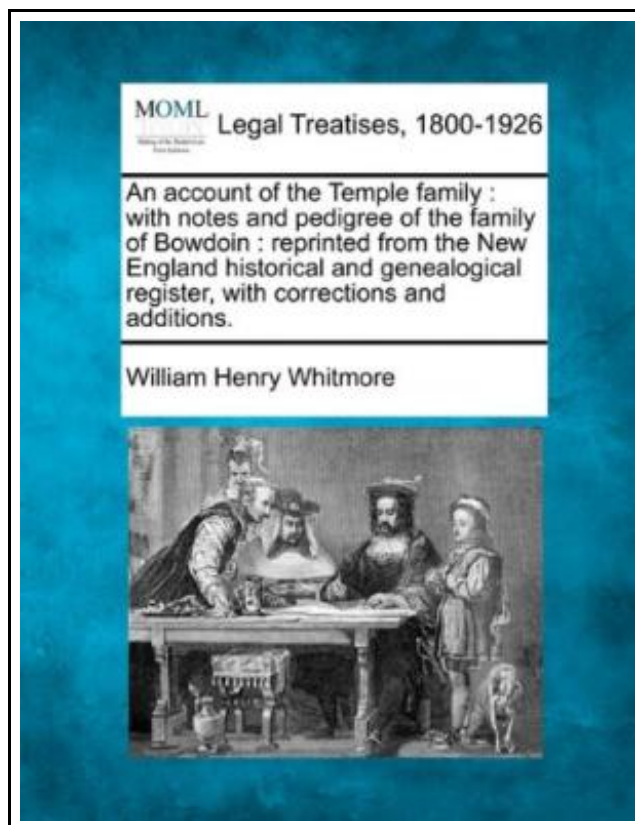 MOML
Legal Treatises, 1800-1926
An account of the Temple family :
with notes and pedigree of the family
of Bowdoin : reprinted from the New
England historical and genealogical
register, with corrections and
additions.
William Henry Whitmore